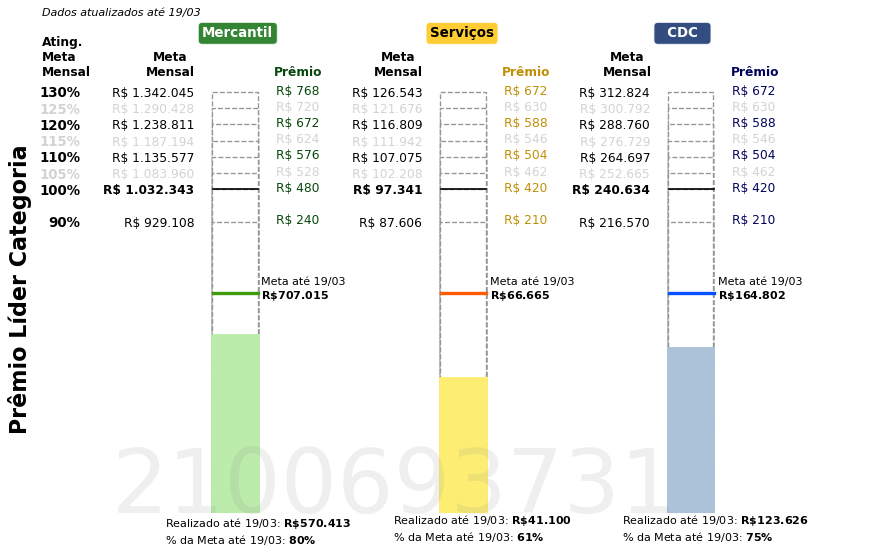 Dados atualizados até 19/03
Mercantil Serviços CDC
Ating.
Meta
Mensal
Meta
Mensal Prêmio Meta
Mensal Prêmio Meta
Mensal Prêmio
130% R$ 1.342.045 R$ 768 R$ 126.543 R$ 672 R$ 312.824 R$ 672
125% R$ 1.290.428 R$ 720 R$ 121.676 R$ 630 R$ 300.792 R$ 630
120% R$ 1.238.811 R$ 672 R$ 116.809 R$ 588 R$ 288.760 R$ 588
115% R$ 1.187.194 R$ 624 R$ 111.942 R$ 546 R$ 276.729 R$ 546
110% R$ 1.135.577 R$ 576 R$ 107.075 R$ 504 R$ 264.697 R$ 504
105% R$ 1.083.960 R$ 528 R$ 102.208 R$ 462 R$ 252.665 R$ 462
100% R$ 1.032.343 R$ 480 R$ 97.341 R$ 420 R$ 240.634 R$ 420
90% R$ 929.108 R$ 240 R$ 87.606 R$ 210 R$ 216.570 R$ 210
Prêmio Líder Categoria
Meta até 19/03 Meta até 19/03 Meta até 19/03
R$707.015 R$66.665 R$164.802
2100693731
Realizado até 19/03: R$570.413 Realizado até 19/03: R$41.100 Realizado até 19/03: R$123.626
% da Meta até 19/03: 80% % da Meta até 19/03: 61% % da Meta até 19/03: 75%